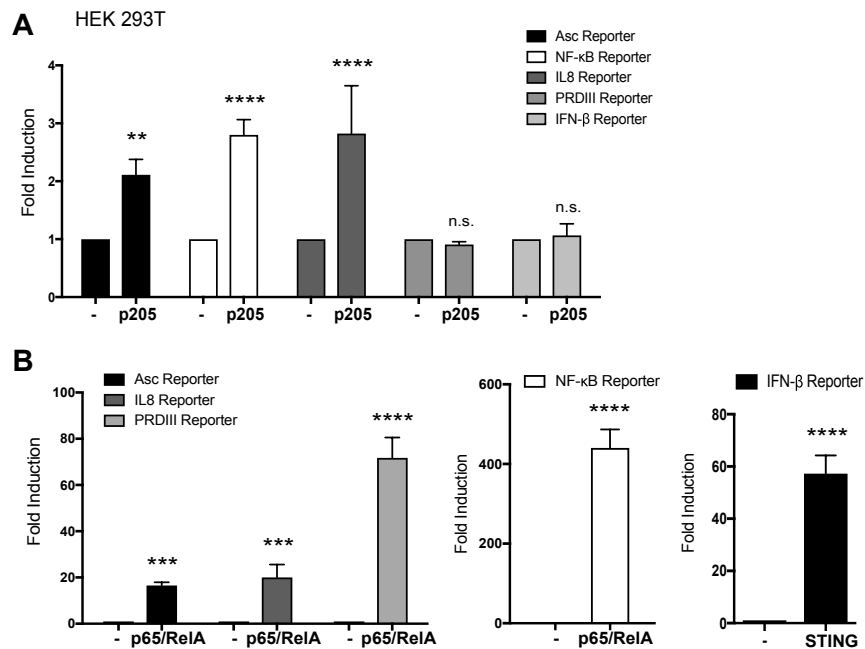 A
HEK 293T
Asc Reporter
NF-κB Reporter
IL8 Reporter
PRDIII Reporter
IFN-β Reporter
Fold Induction
4
3
2
1
0
**
****
****
n.s.
n.s.
- p205 - p205 - p205 - p205 - p205
B
Asc Reporter
IL8 Reporter
PRDIII Reporter
Fold Induction
100
80
60
40
20
0
***
***
****
- p65/RelA - p65/RelA - p65/RelA
NF-κB Reporter
Fold Induction
600
400
200
0
****
- p65/RelA
IFN-β Reporter
Fold Induction
80
60
40
20
0
****
- STING